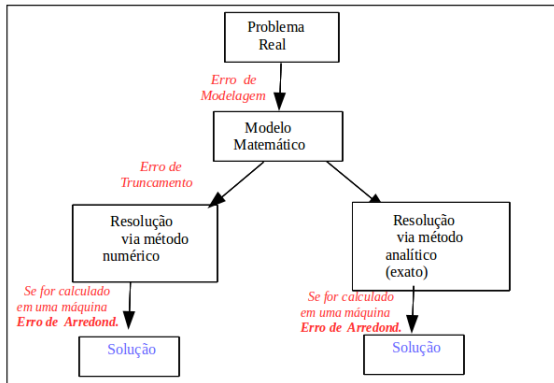 Problema
Real
Erro de
Modelagem
Modelo
Matemático
Erro de
Truncamento
Resolução
via método
numérico
Resolução
via método
analítico
(exato)
Se for calculado
em uma máquina
Erro de Arredond.
Se for calculado
em uma máquina
Erro de Arredond.
Solução
Solução